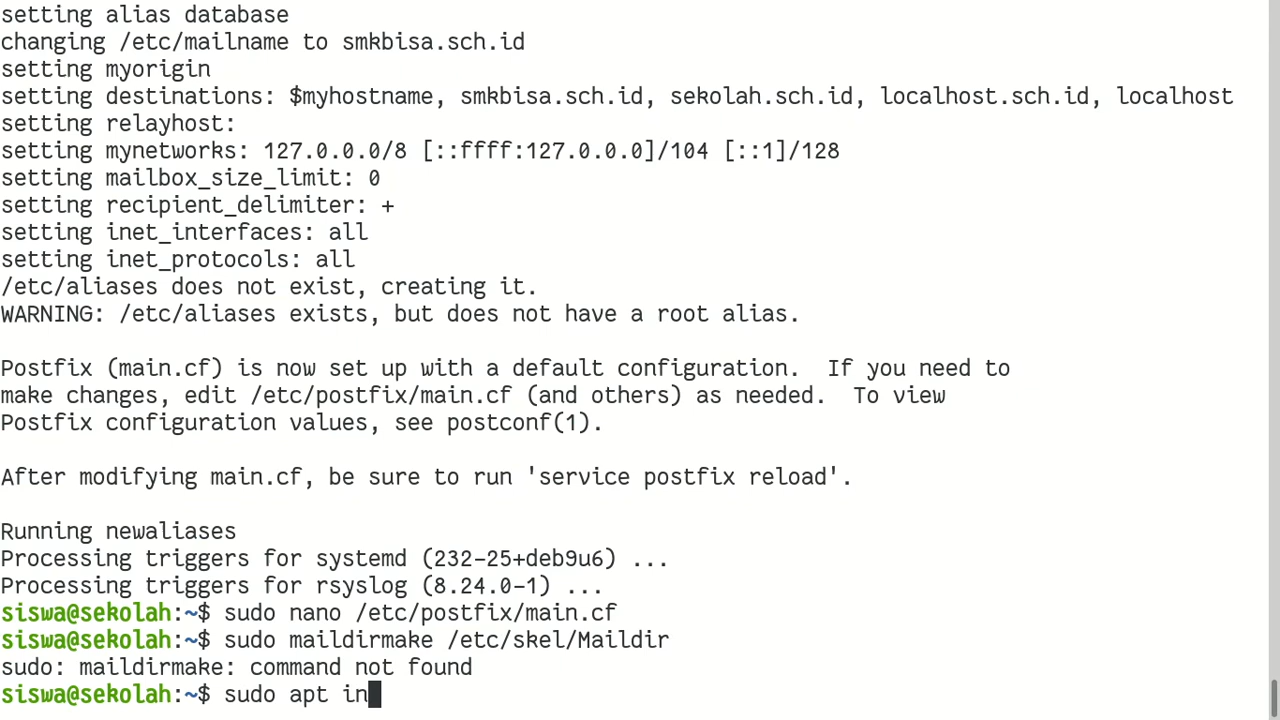 setting alias database
changing /etc/mailname to smkbisa.sch.id
setting myorigin
setting destinations: $myhostname, smkbisa.sch.id, sekolah.sch.id, localhost.sch.id, localhost
setting relayhost:
setting mynetworks: 127.0.0.0/8 [::ffff:127.0.0.0]/104 [::1]/128
setting mailbox_size_limit: 0
setting recipient_delimiter: +
setting inet_interfaces: all
setting inet_protocols: all
/etc/aliases does not exist, creating it.
WARNING: /etc/aliases exists, but does not have a root alias.
Postfix (main.cf) is now set up with a default configuration.  If you need to
make changes, edit /etc/postfix/main.cf (and others) as needed.  To view
Postfix configuration values, see postconf(1).
After modifying main.cf, be sure to run 'service postfix reload'.
Running newaliases
Processing triggers for systemd (232-25+deb9u6) ...
Processing triggers for rsyslog (8.24.0-1) ...
siswa@sekolah:~$ sudo nano /etc/postfix/main.cf
siswa@sekolah:~$ sudo maildirmake /etc/skel/Maildir
sudo: maildirmake: command not found
siswa@sekolah:~$ sudo apt in